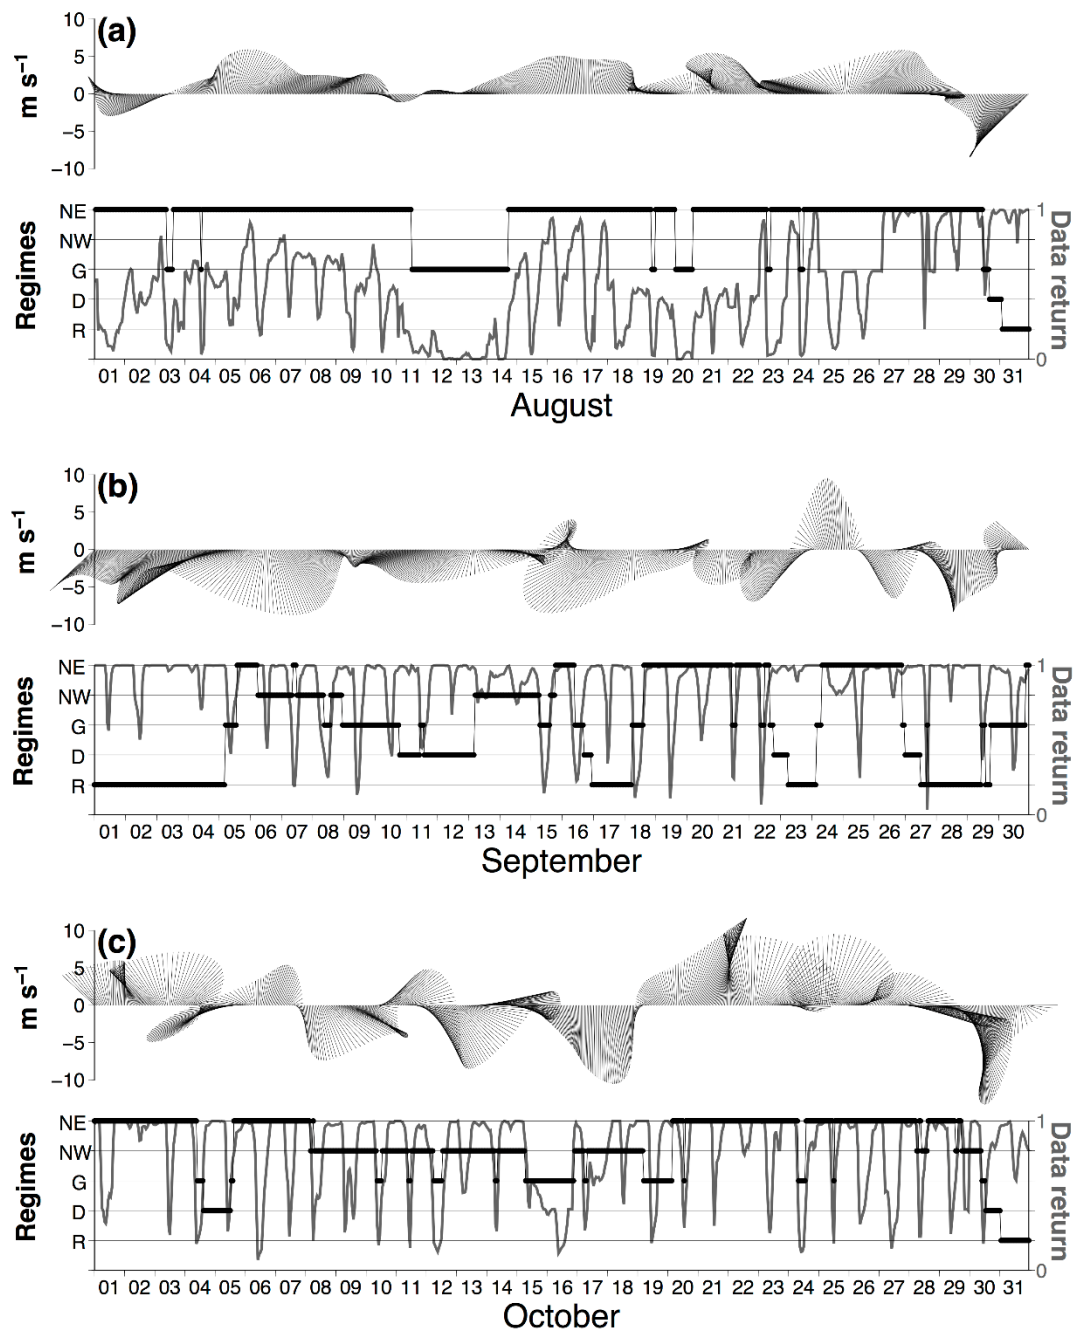 (a)
10
5
0
−5
−10
m s⁻¹
NE
NW
G
D
R
Regimes
1
0
Data return
01 02 03 04 05 06 07 08 09 10 11 12 13 14 15 16 17 18 19 20 21 22 23 24 25 26 27 28 29 30 31
August
(b)
10
5
0
−5
−10
m s⁻¹
NE
NW
G
D
R
Regimes
1
0
Data return
01 02 03 04 05 06 07 08 09 10 11 12 13 14 15 16 17 18 19 20 21 22 23 24 25 26 27 28 29 30
September
(c)
10
5
0
−5
−10
m s⁻¹
NE
NW
G
D
R
Regimes
1
0
Data return
01 02 03 04 05 06 07 08 09 10 11 12 13 14 15 16 17 18 19 20 21 22 23 24 25 26 27 28 29 30 31
October